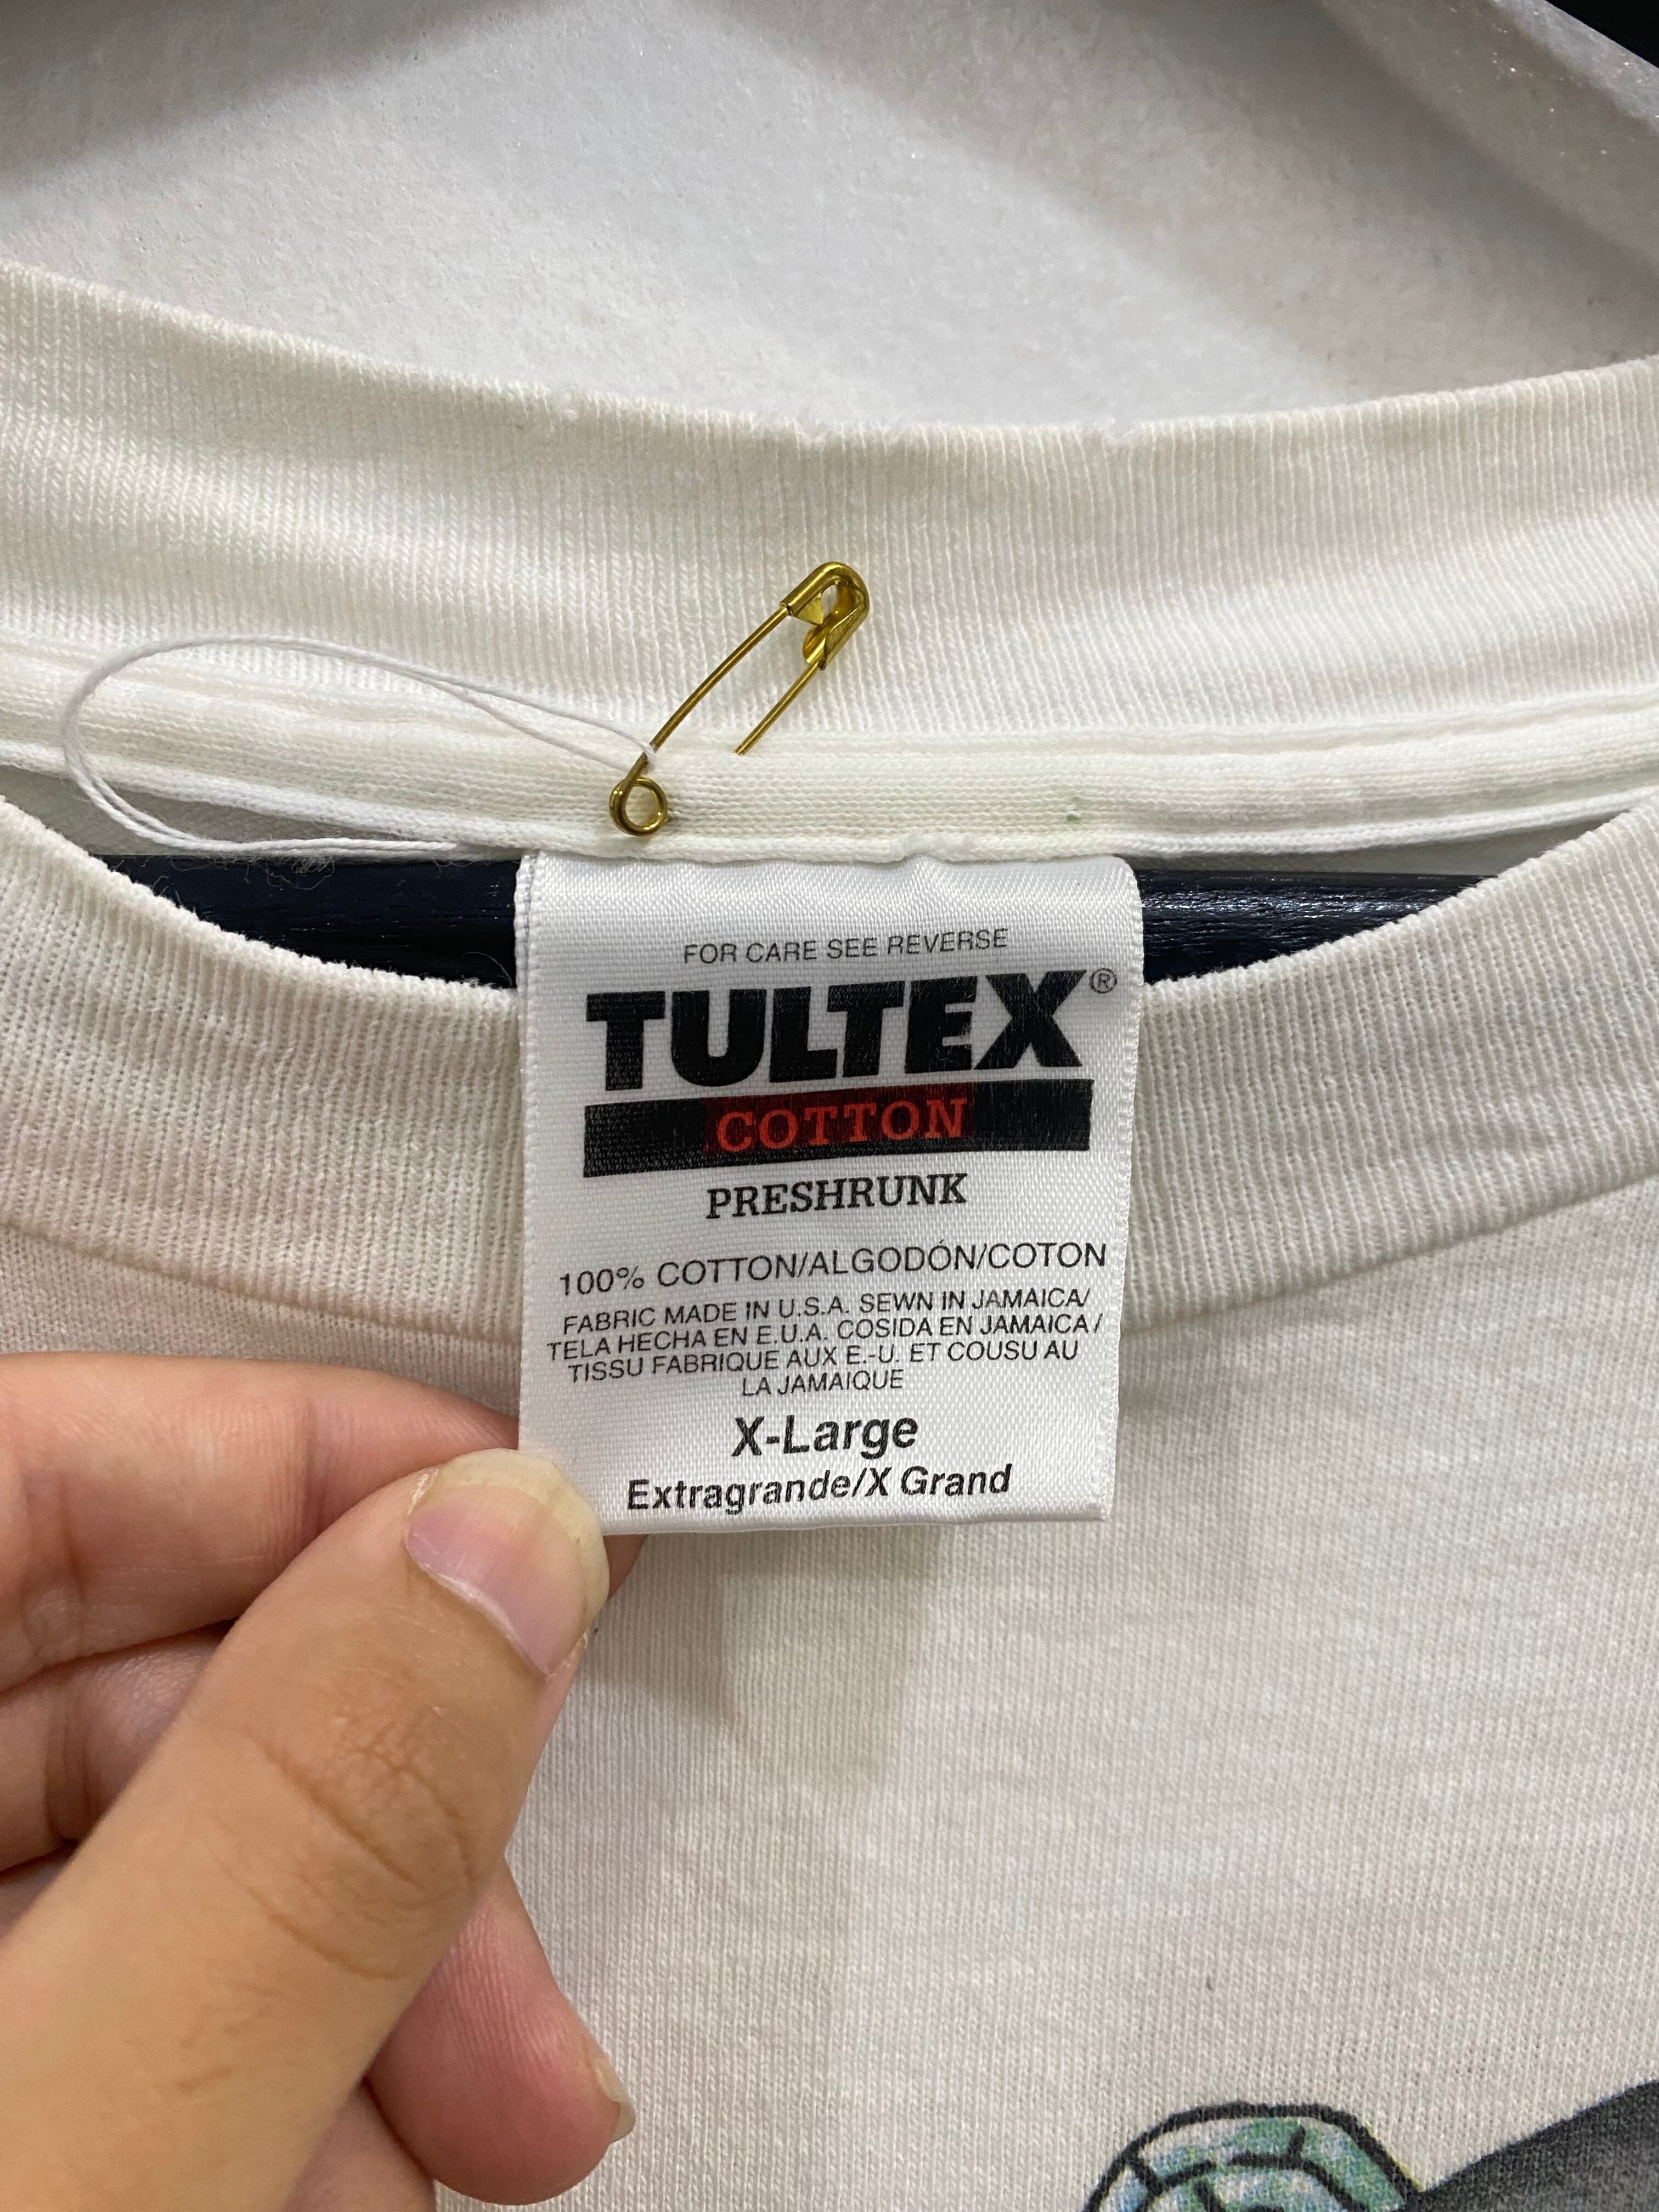 FOR CARE SEE REVERSE
TULTEX®
COTTON
PRESHRUNK
100% COTTON/ALGODÓN/COTON
FABRIC MADE IN U.S.A. SEWN IN JAMAICA/
TELA HECHA EN E.U.A. COSIDA EN JAMAICA/
TISSU FABRIQUE AUX E.-U. ET COUSU AU
LA JAMAIQUE
X-Large
Extragrande/X Grand